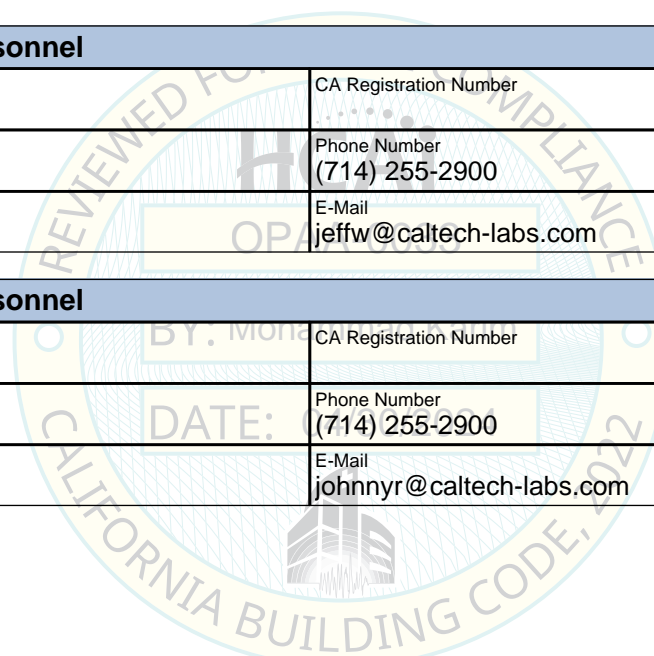 sonnel
CA Registration Number
Phone Number
(714) 255-2900
E-Mail
jeffw@caltech-labs.com
sonnel
CA Registration Number
Phone Number
(714) 255-2900
E-Mail
johnnyr@caltech-labs.com
REVIEWED FOR CODE COMPLIANCE
HCAi
BY: Mohammad Karim
DATE:
CALIFORNIA BUILDING CODE, 2022